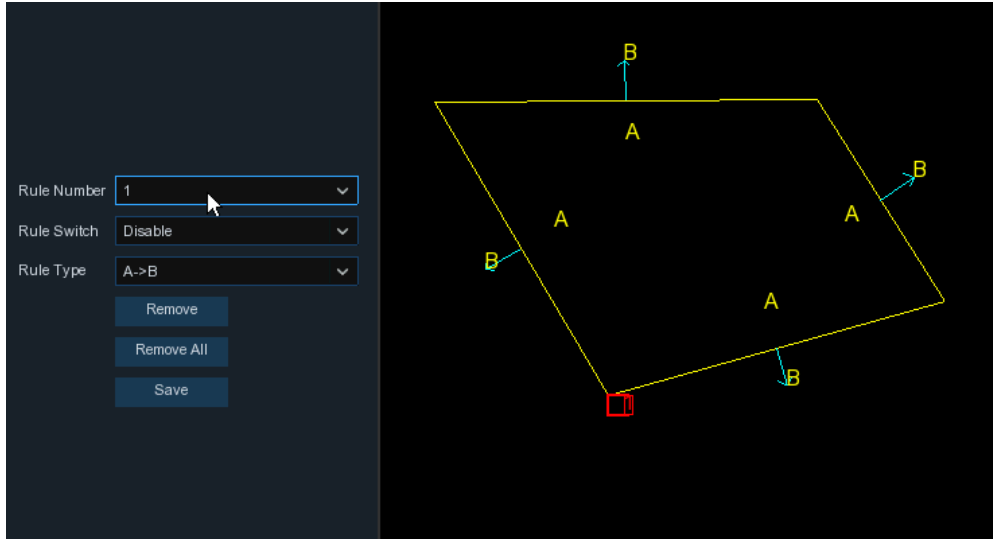 Rule Number 1
Rule Switch Disable
Rule Type A->B
Remove
Remove All
Save
B
A
B
A
A
B
A
B